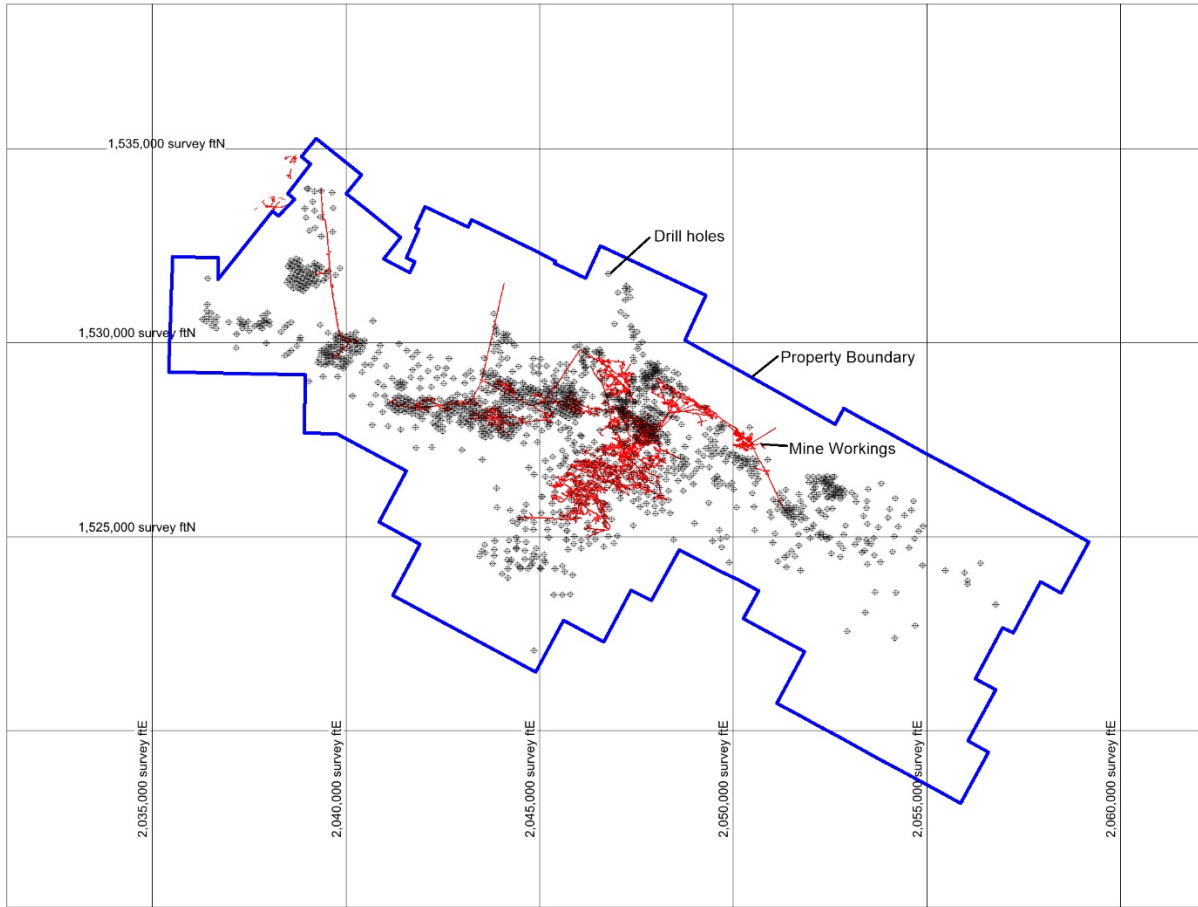 1,535,000 survey ftN
Drill holes
1,530,000 survey ftN
Property Boundary
Mine Workings
1,525,000 survey ftN
2,035,000 survey ftE
2,040,000 survey ftE
2,045,000 survey ftE
2,050,000 survey ftE
2,055,000 survey ftE
2,060,000 survey ftE